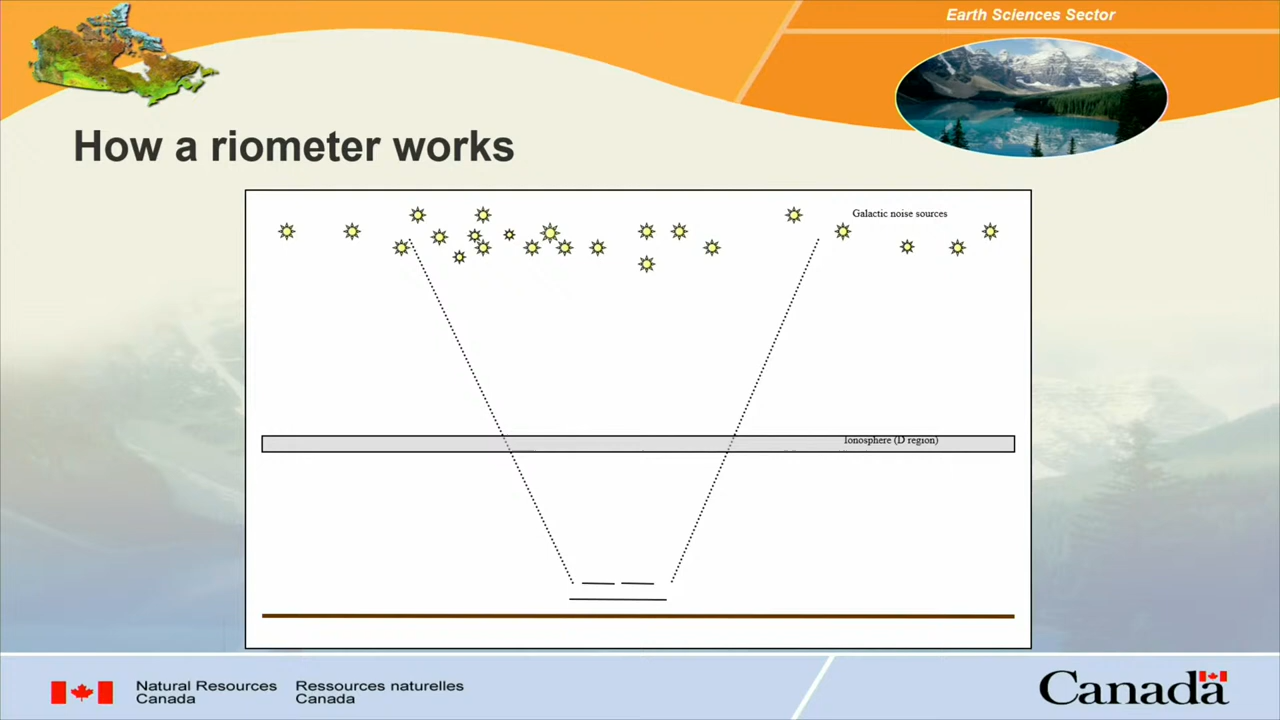 Earth Sciences Sector
How a riometer works
Galactic noise sources
Ionosphere (D region)
Natural Resources
Canada
Ressources naturelles
Canada
Canada